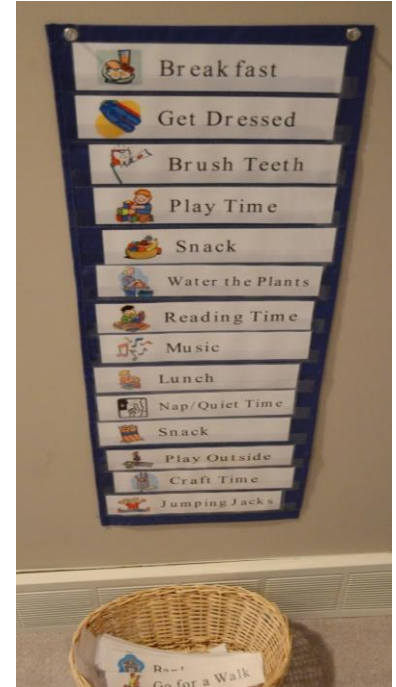 Breakfast
Get Dressed
Brush Teeth
Play Time
Snack
Water the Plants
Reading Time
Music
Lunch
Nap/Quiet Time
Snack
Play Outside
Craft Time
Jumping Jacks
Go for a Walk